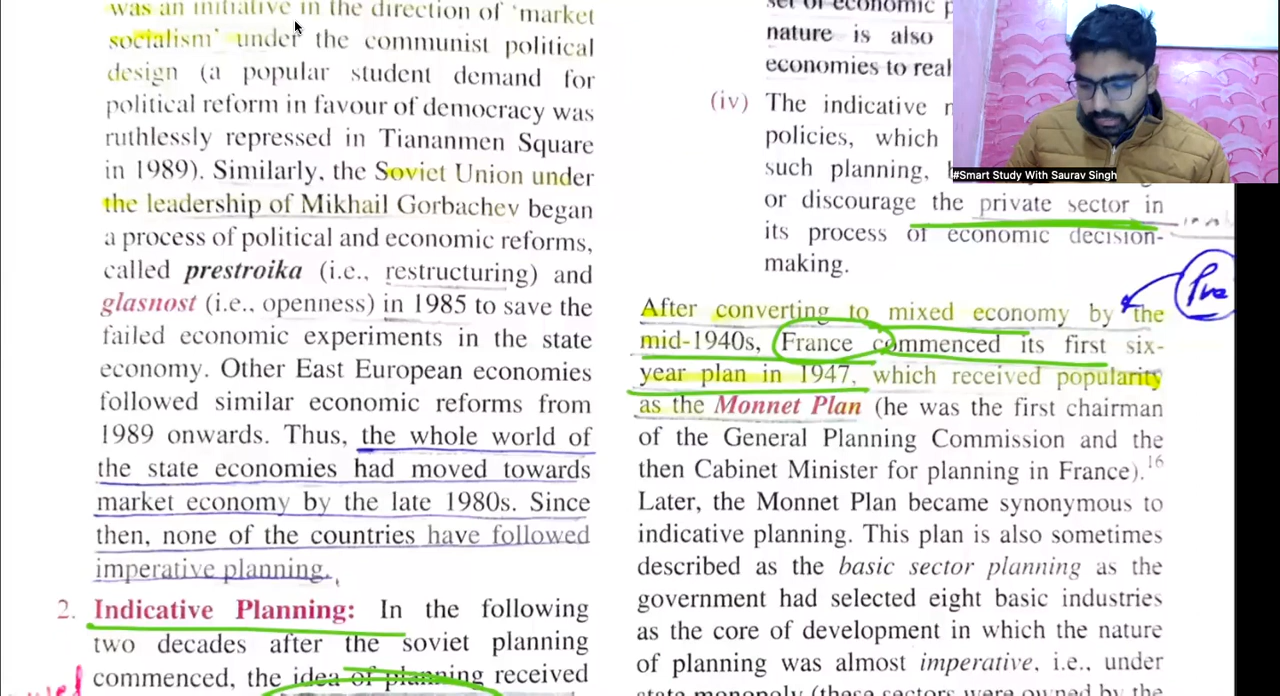 was an initiative in the direction of ‘market
socialism’ under the communist political
design (a popular student demand for
political reform in favour of democracy was
ruthlessly repressed in Tiananmen Square
in 1989). Similarly, the Soviet Union under
the leadership of Mikhail Gorbachev began
a process of political and economic reforms,
called prestroika (i.e., restructuring) and
glasnost (i.e., openness) in 1985 to save the
failed economic experiments in the state
economy. Other East European economies
followed similar economic reforms from
1989 onwards. Thus, the whole world of
the state economies had moved towards
market economy by the late 1980s. Since
then, none of the countries have followed
imperative planning.
2. Indicative Planning: In the following
two decades after the soviet planning
commenced, the idea of planning received
set of economic p
nature is also
economies to real
(iv) The indicative
policies, which
such planning,
or discourage the private sector in
its process of economic decision-
making.
After converting to mixed economy by the
mid-1940s, France commenced its first six-
year plan in 1947, which received popularity
as the Monnet Plan (he was the first chairman
of the General Planning Commission and the
then Cabinet Minister for planning in France).16
Later, the Monnet Plan became synonymous to
indicative planning. This plan is also sometimes
described as the basic sector planning as the
government had selected eight basic industries
as the core of development in which the nature
of planning was almost imperative, i.e., under
state monopoly (these sectors were owned by the
#Smart Study With Saurav Singh